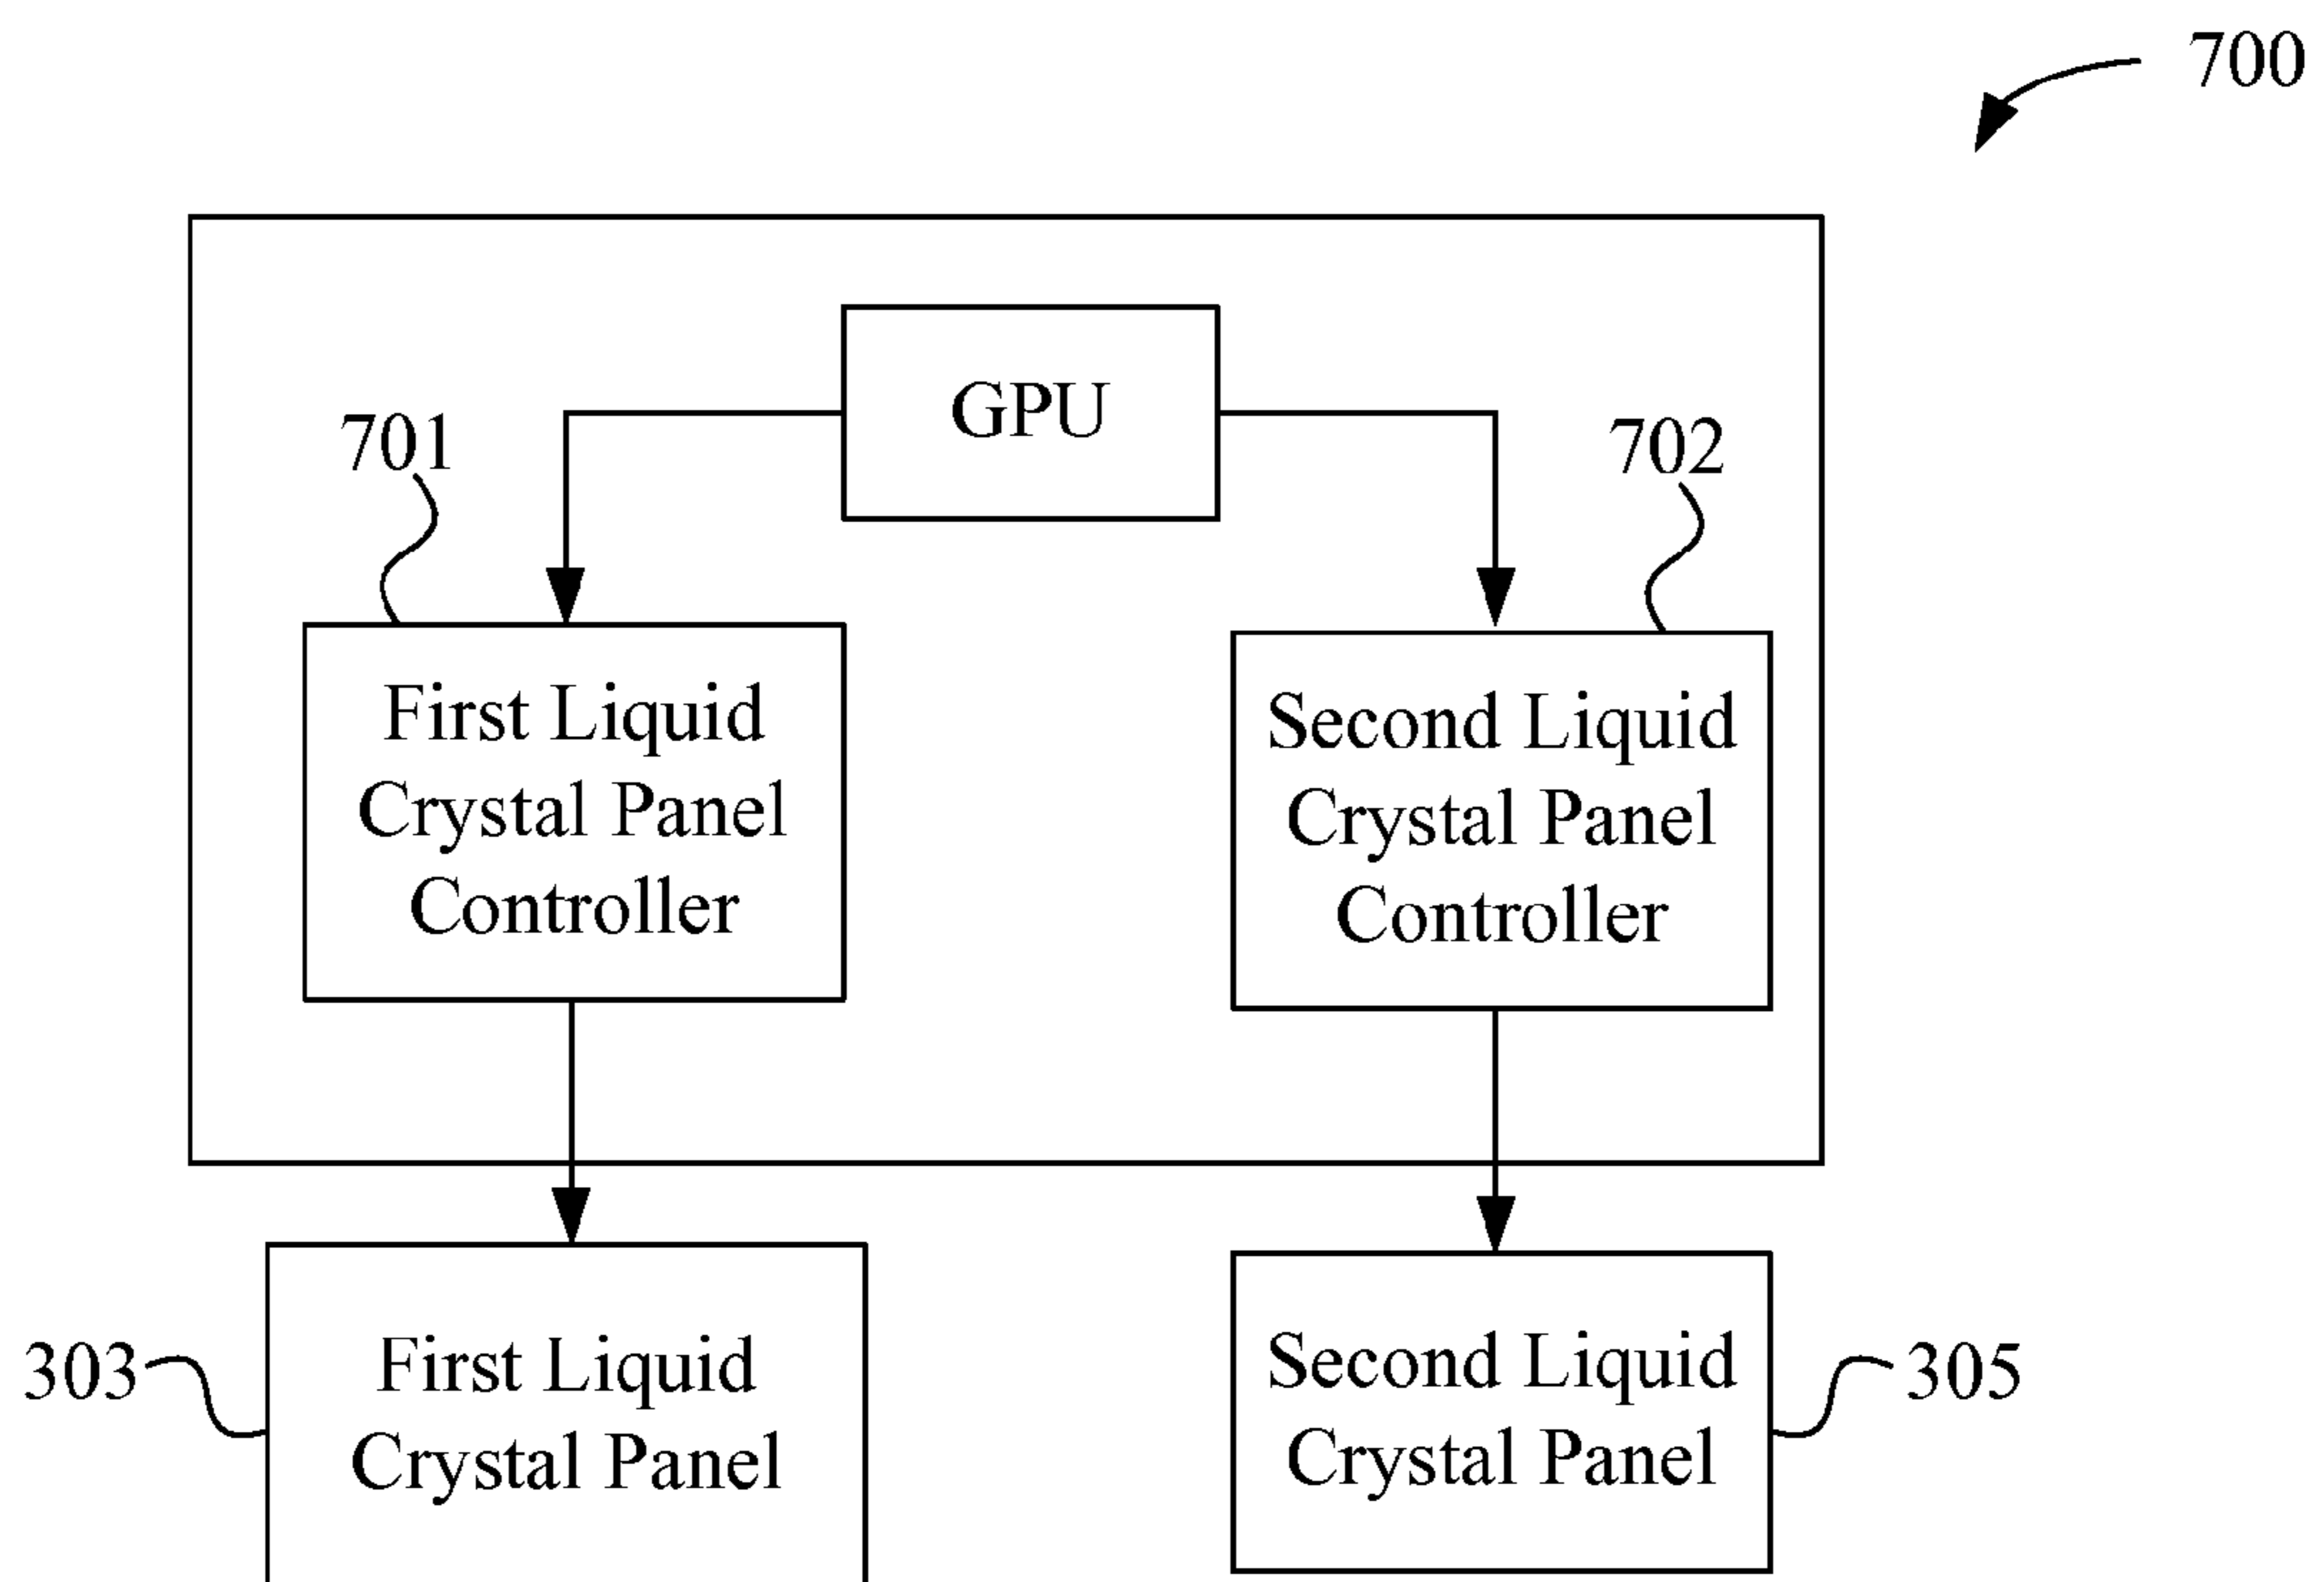 700
GPU
701
702
First Liquid
Crystal Panel
Controller
Second Liquid
Crystal Panel
Controller
303
First Liquid
Crystal Panel
Second Liquid
Crystal Panel
305